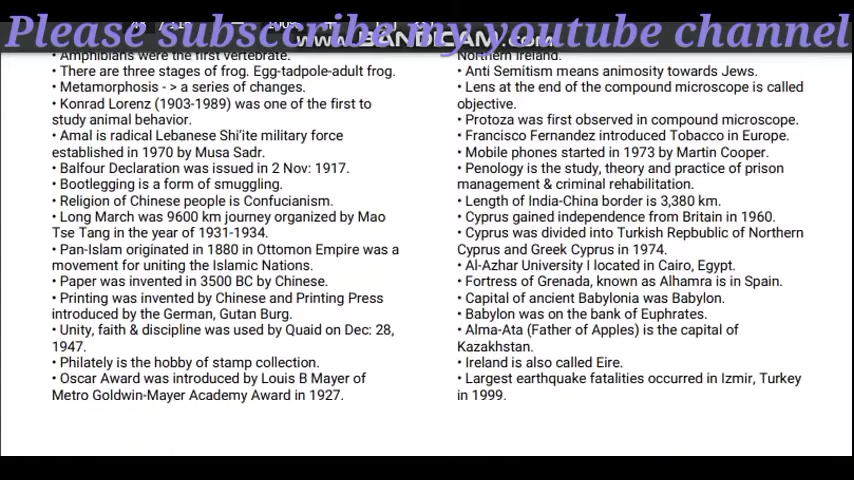 Please subsccribe my youtube channel
www.BANDICAM.com
• Amphibians were the first vertebrate.
• There are three stages of frog. Egg-tadpole-adult frog.
• Metamorphosis - > a series of changes.
• Konrad Lorenz (1903-1989) was one of the first to
study animal behavior.
• Amal is radical Lebanese Shi'ite military force
established in 1970 by Musa Sadr.
• Balfour Declaration was issued in 2 Nov: 1917.
• Bootlegging is a form of smuggling.
• Religion of Chinese people is Confucianism.
• Long March was 9600 km journey organized by Mao
Tse Tang in the year of 1931-1934.
• Pan-Islam originated in 1880 in Ottomon Empire was a
movement for uniting the Islamic Nations.
• Paper was invented in 3500 BC by Chinese.
• Printing was invented by Chinese and Printing Press
introduced by the German, Gutan Burg.
• Unity, faith & discipline was used by Quaid on Dec: 28,
1947.
• Philately is the hobby of stamp collection.
• Oscar Award was introduced by Louis B Mayer of
Metro Goldwin-Mayer Academy Award in 1927.
Northern Ireland.
• Anti Semitism means animosity towards Jews.
• Lens at the end of the compound microscope is called
objective.
• Protoza was first observed in compound microscope.
• Francisco Fernandez introduced Tobacco in Europe.
• Mobile phones started in 1973 by Martin Cooper.
• Penology is the study, theory and practice of prison
management & criminal rehabilitation.
• Length of India-China border is 3,380 km.
• Cyprus gained independence from Britain in 1960.
• Cyprus was divided into Turkish Repbublic of Northern
Cyprus and Greek Cyprus in 1974.
• Al-Azhar University I located in Cairo, Egypt.
• Fortress of Grenada, known as Alhamra is in Spain.
• Capital of ancient Babylonia was Babylon.
• Babylon was on the bank of Euphrates.
• Alma-Ata (Father of Apples) is the capital of
Kazakhstan.
• Ireland is also called Eire.
• Largest earthquake fatalities occurred in Izmir, Turkey
in 1999.